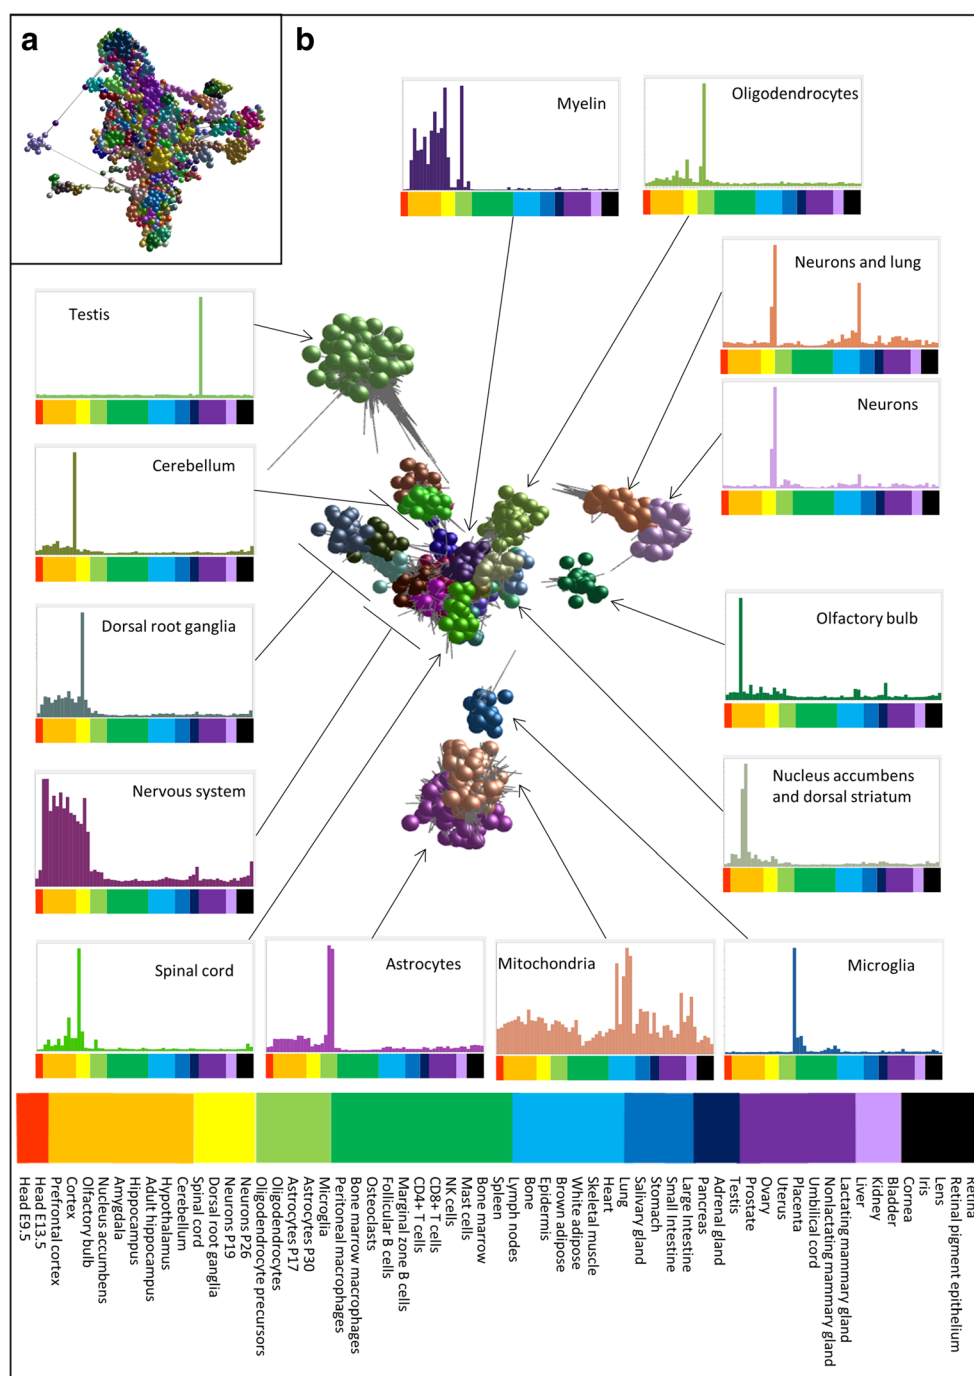 a
b
Myelin
Oligodendrocytes
Neurons and lung
Testis
Neurons
Cerebellum
Dorsal root ganglia
Olfactory bulb
Nervous system
Nucleus accumbens
and dorsal striatum
Spinal cord
Astrocytes
Mitochondria
Microglia
Head E9.5
Head E13.5
Prefrontal cortex
Cortex
Olfactory bulb
Nucleus accumbens
Amygdala
Hippocampus
Adult hippocampus
Hypothalamus
Cerebellum
Spinal cord
Dorsal root ganglia
Neurons P19
Neurons P26
Oligodendrocyte precursors
Oligodendrocytes
Astrocytes P17
Astrocytes P30
Microglia
Peritoneal macrophages
Bone marrow macrophages
Osteoclasts
Follicular B cells
Marginal zone B cells
CD4+ T Cells
CD8+ T Cells
NK cells
Mast cells
Bone marrow
Spleen
Lymph nodes
Bone
Epidermis
Brown adipose
White adipose
Skeletal muscle
Heart
Lung
Salivary gland
Stomach
Small Intestine
Large Intestine
Pancreas
Adrenal gland
Testis
Prostate
Ovary
Uterus
Placenta
Umbilical cord
Nonlactating mammary gland
Lactating mammary gland
Liver
Kidney
Bladder
Cornea
Iris
Lens
Retinal pigment epithelium
Retina